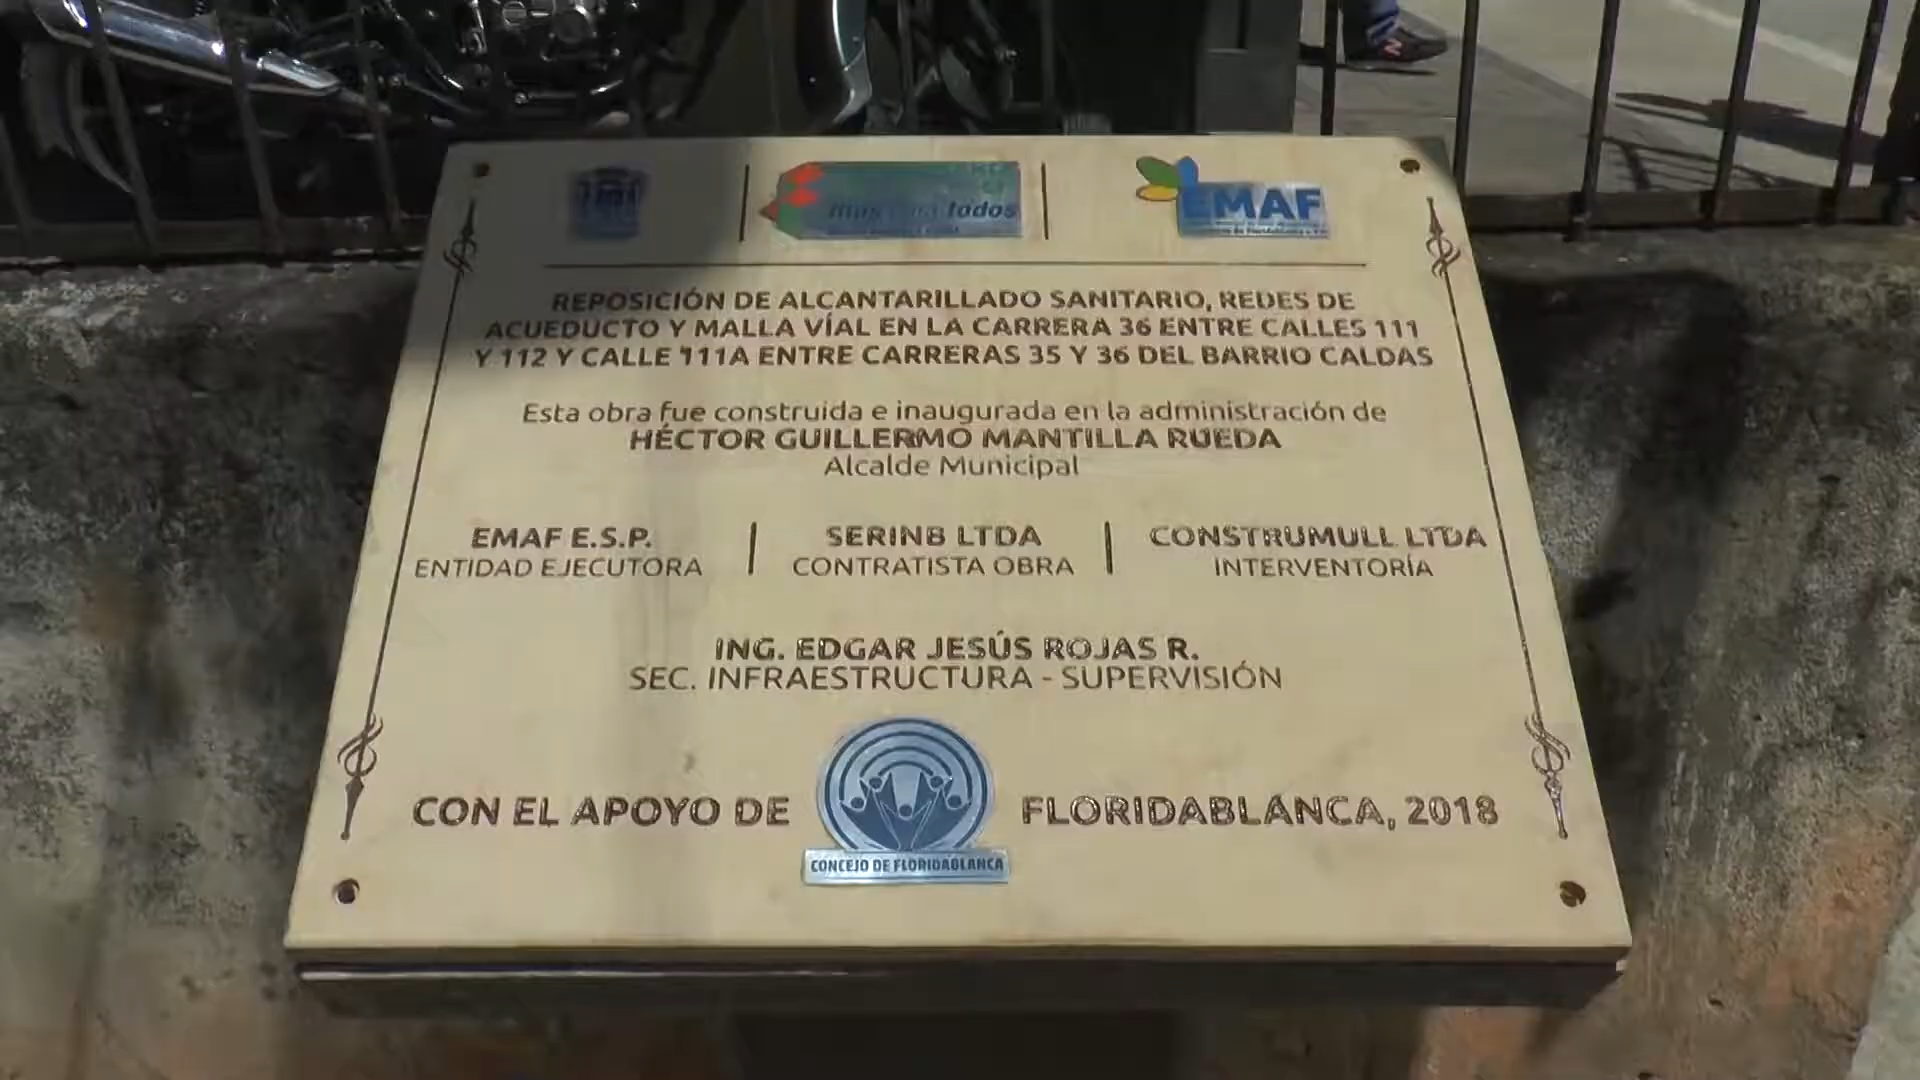 todos
EMAF
REPOSICIÓN DE ALCANTARILLADO SANITARIO, REDES DE
ACUEDUCTO Y MALLA VÍAL EN LA CARRERA 36 ENTRE CALLES 111
Y 112 Y CALLE 111A ENTRE CARRERAS 35 Y 36 DEL BARRIO CALDAS
Esta obra fue construida e inaugurada en la administración de
HÉCTOR GUILLERMO MANTILLA RUEDA
Alcalde Municipal
EMAF E.S.P. SERINB LTDA CONSTRUMULL LTDA
ENTIDAD EJECUTORA CONTRATISTA OBRA INTERVENTORÍA
ING. EDGAR JESÚS ROJAS R.
SEC. INFRAESTRUCTURA - SUPERVISIÓN
CON EL APOYO DE FLORIDABLANCA, 2018
CONCEJO DE FLORIDABLANCA